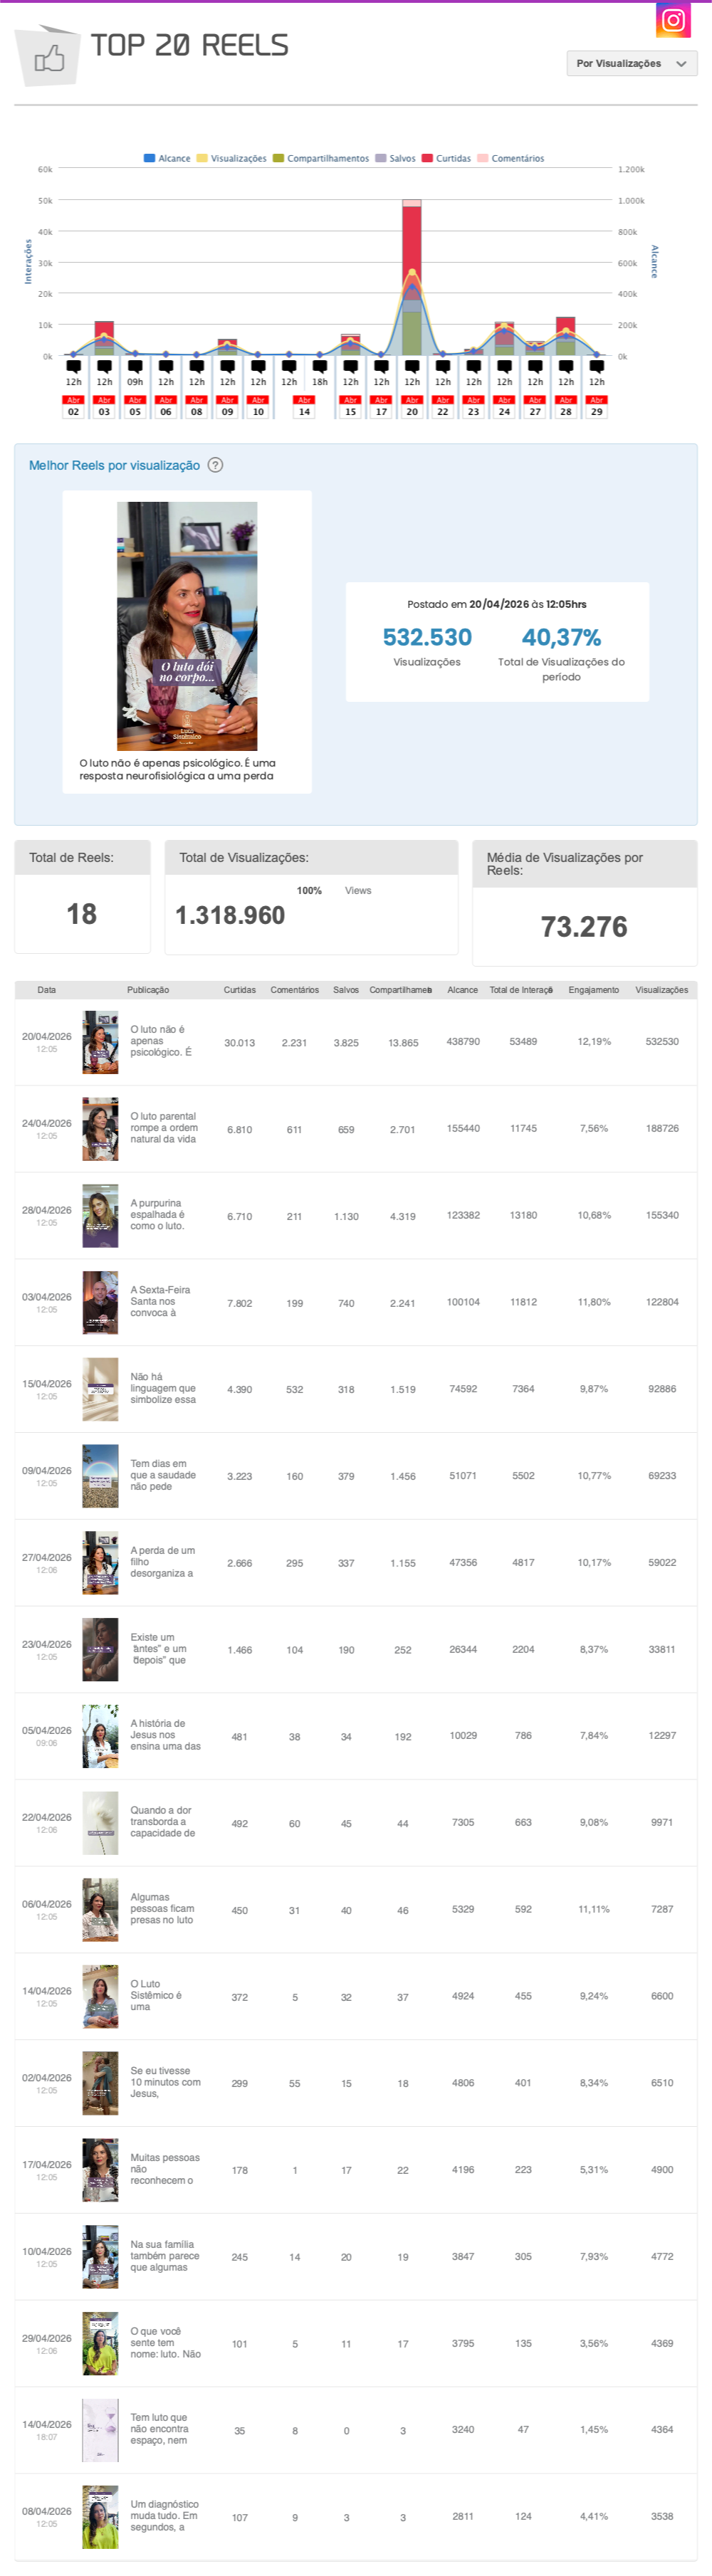 TOP 20 REELS
Por Visualizações
Alcance Visualizações Compartilhamentos Salvos Curtidas Comentários
60k 1.200k
50k 1.000k
40k 800k
30k 600k
20k 400k
10k 200k
0k 0k
Interações
Alcance
12h 12h 09h 12h 12h 12h 12h 12h 18h 12h 12h 12h 12h 12h 12h 12h 12h 12h
Abr Abr Abr Abr Abr Abr Abr Abr Abr Abr Abr Abr Abr Abr Abr Abr Abr
02 03 05 06 08 09 10 14 15 17 20 22 23 24 27 28 29
Melhor Reels por visualização ?
O luto dói
no corpo...
O luto não é apenas psicológico. É uma
resposta neurofisiológica a uma perda
Postado em 20/04/2026 às 12:05hrs
532.530 40,37%
Visualizações Total de Visualizações do
período
Total de Reels:
18
Total de Visualizações:
100% Views
1.318.960
Média de Visualizações por
Reels:
73.276
Data Publicação Curtidas Comentários Salvos Alcance Total de Engajamento Visualizações
20/04/2026 12:05
O luto não é
apenas
psicológico. É
30.013 2.231 3.825 13.865 438790 53489 12,19% 532530
24/04/2026 12:05
O luto parental
rompe a ordem
natural da vida
6.810 611 659 2.701 155440 11745 7,56% 188726
28/04/2026 12:05
A purpurina
espalhada é
como o luto.
6.710 211 1.130 4.319 123382 13180 10,68% 155340
03/04/2026 12:05
A Sexta-Feira
Santa nos
convoca à
7.802 199 740 2.241 100104 11812 11,80% 122804
15/04/2026 12:05
Não há
linguagem que
simbolize essa
4.390 532 318 1.519 74592 7364 9,87% 92886
09/04/2026 12:05
Tem dias em
que a saudade
não pede
3.223 160 379 1.456 51071 5502 10,77% 69233
27/04/2026 12:06
A perda de um
filho
desorganiza a
2.666 295 337 1.155 47356 4817 10,17% 59022
23/04/2026 12:05
Existe um
"antes" e um
"depois" que
1.466 104 190 252 26344 2204 8,37% 33811
05/04/2026 09:06
A história de
Jesus nos
ensina uma das
481 38 34 192 10029 786 7,84% 12297
22/04/2026 12:06
Quando a dor
transborda a
capacidade de
492 60 45 44 7305 663 9,08% 9971
06/04/2026 12:05
Algumas
pessoas ficam
presas no luto
450 31 40 46 5329 592 11,11% 7287
14/04/2026 12:05
O Luto
Sistêmico é
uma
372 5 32 37 4924 455 9,24% 6600
02/04/2026 12:05
Se eu tivesse
10 minutos com
Jesus,
299 55 15 18 4806 401 8,34% 6510
17/04/2026 12:05
Muitas pessoas
não
reconhecem o
178 1 17 22 4196 223 5,31% 4900
10/04/2026 12:05
Na sua família
também parece
que algumas
245 14 20 19 3847 305 7,93% 4772
29/04/2026 12:06
O que você
sente tem
nome: luto. Não
101 5 11 17 3795 135 3,56% 4369
14/04/2026 18:07
Tem luto que
não encontra
espaço, nem
35 8 0 3 3240 47 1,45% 4364
08/04/2026 12:05
Um diagnóstico
muda tudo. Em
segundos, a
107 9 3 3 2811 124 4,41% 3538